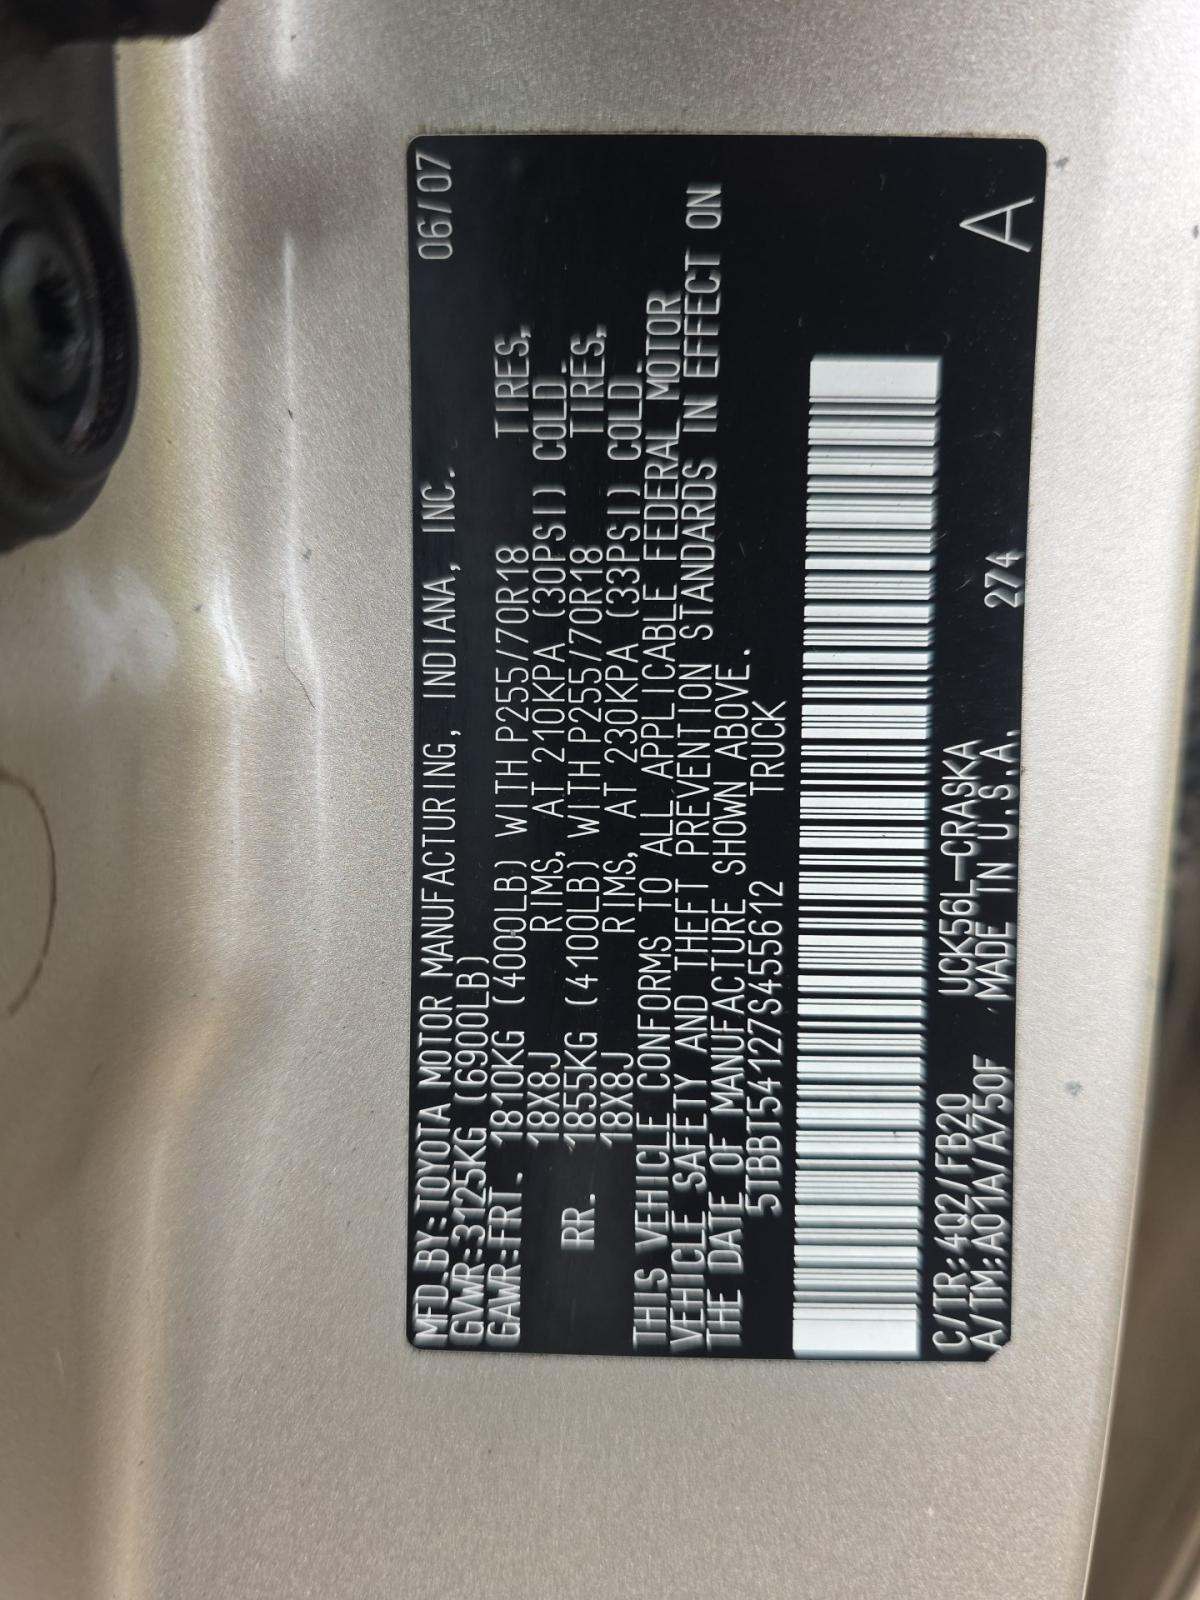 MFD.BY:TOYOTA MOTOR MANUFACTURING, INDIANA, INC. 06/07
GVWR:3125KG (6900LB)
GAWR:FRT. 1810KG (4000LB) WITH P255/70R18 TIRES,
18X8J RIMS, AT 210KPA (30PSI) COLD.
RR. 1855KG (4100LB) WITH P255/70R18 TIRES,
18X8J RIMS, AT 230KPA (33PSI) COLD.
THIS VEHICLE CONFORMS TO ALL APPLICABLE FEDERAL MOTOR
VEHICLE SAFETY AND THEFT PREVENTION STANDARDS IN EFFECT ON
THE DATE OF MANUFACTURE SHOWN ABOVE.
5TBBT54127S455612 TRUCK
C/TR:4Q2/FB20 UCK56L-CRASKA
A/TM:A01A/A750F MADE IN U.S.A. 274 A